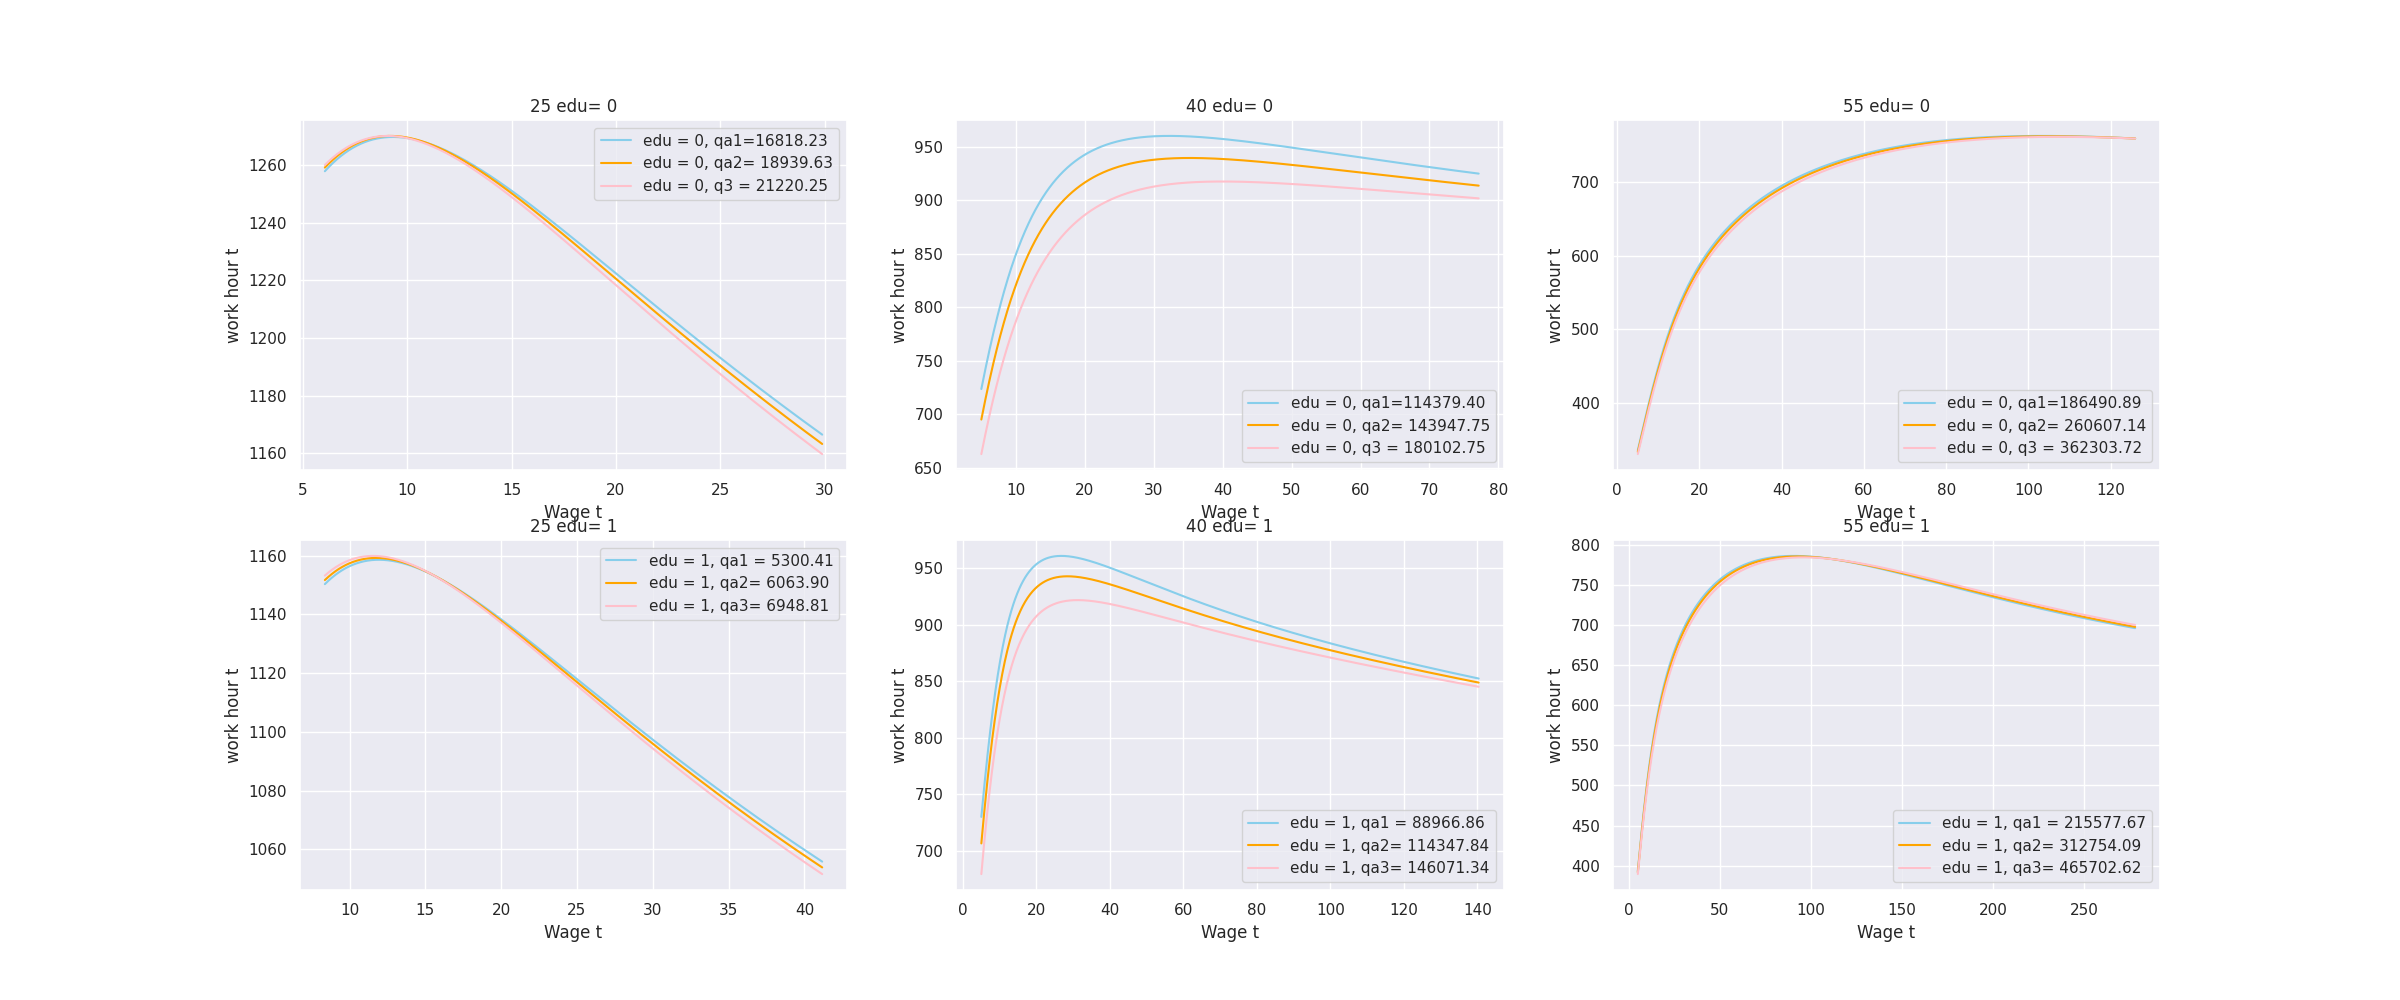 25 edu= 0
work hour t
1260
1240
1220
1200
1180
1160
edu = 0, qa1=16818.23
edu = 0, qa2= 18939.63
edu = 0, q3 = 21220.25
5 10 15 20 25 30
Wage t
40 edu= 0
work hour t
950
900
850
800
750
700
650
edu = 0, qa1=114379.40
edu = 0, qa2= 143947.75
edu = 0, q3 = 180102.75
10 20 30 40 50 60 70 80
Wage t
55 edu= 0
work hour t
700
600
500
400
edu = 0, qa1=186490.89
edu = 0, qa2= 260607.14
edu = 0, q3 = 362303.72
0 20 40 60 80 100 120
Wage t
25 edu= 1
work hour t
1160
1140
1120
1100
1080
1060
edu = 1, qa1 = 5300.41
edu = 1, qa2= 6063.90
edu = 1, qa3= 6948.81
10 15 20 25 30 35 40
Wage t
40 edu= 1
work hour t
950
900
850
800
750
700
edu = 1, qa1 = 88966.86
edu = 1, qa2= 114347.84
edu = 1, qa3= 146071.34
0 20 40 60 80 100 120 140
Wage t
55 edu= 1
work hour t
800
750
700
650
600
550
500
450
400
edu = 1, qa1 = 215577.67
edu = 1, qa2= 312754.09
edu = 1, qa3= 465702.62
0 50 100 150 200 250
Wage t